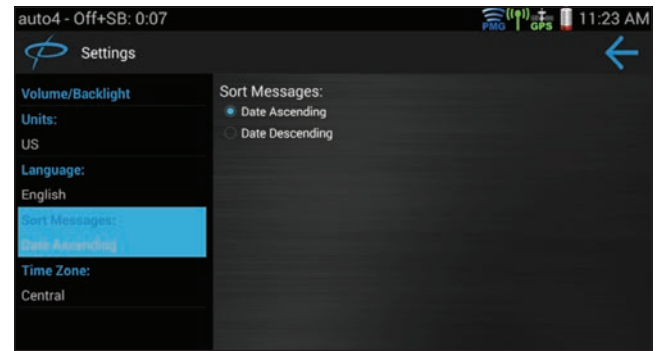 auto4 - Off+SB: 0:07
PMG
GPS
11:23 AM
Settings
Volume/Backlight
Units:
US
Language:
English
Sort Messages:
Date Ascending
Time Zone:
Central
Sort Messages:
Date Ascending
Date Descending